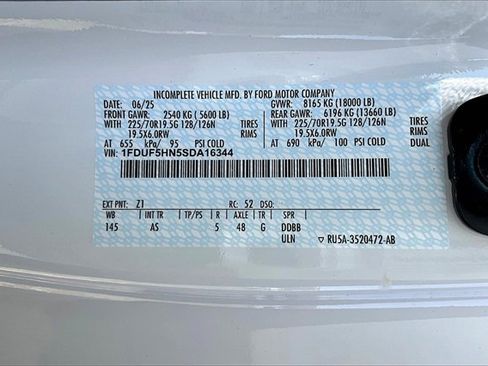 INCOMPLETE VEHICLE MFD. BY FORD MOTOR COMPANY
DATE: 06/25 GVWR: 8165 KG (18000 LB)
FRONT GAWR: 2540 KG (5600 LB) REAR GAWR: 6196 KG (13660 LB)
WITH 225/70R19.5G 128/126N TIRES WITH 225/70R19.5G 128/126N TIRES
19.5X6.0RW RIMS 19.5X6.0RW RIMS
AT 655 kPa/ 95 PSI COLD AT 690 kPa/ 100 PSI COLD
1FDUF5HN5SDA16344
EXT PNT: Z1 RC: 52 DSO:
WB INT TR TP/PS R AXLE TR SPR
145 AS 5 48 G DDBB
ULN ▽ RU5A-3520472-AB